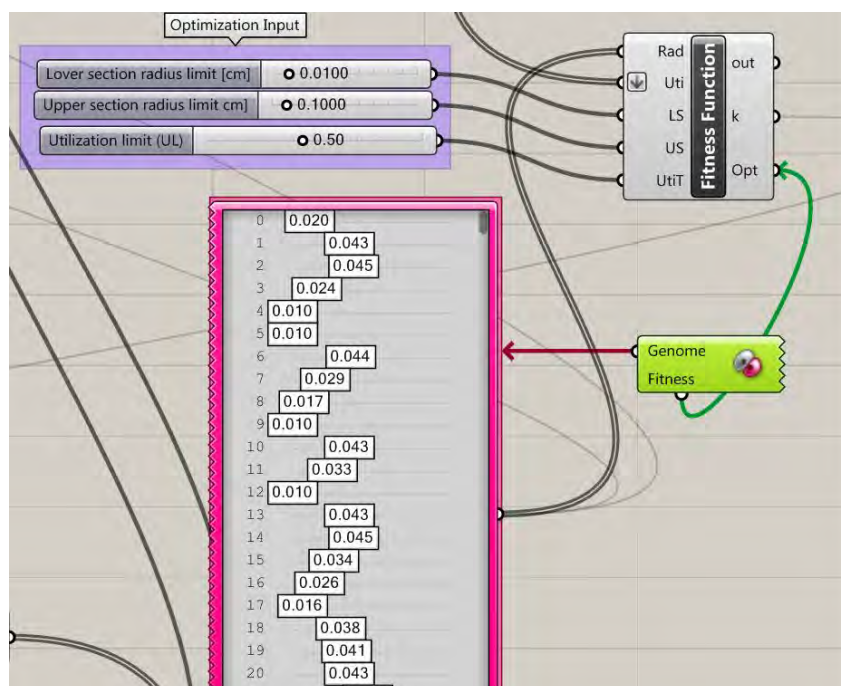 Optimization Input
Lover section radius limit [cm] 0.0100
Upper section radius limit cm] 0.1000
Utilization limit (UL) 0.50
Rad
Uti
LS
US
UtiT
Fitness Function
out
k
Opt
0 0.020
1 0.043
2 0.045
3 0.024
4 0.010
5 0.010
6 0.044
7 0.029
8 0.017
9 0.010
10 0.043
11 0.033
12 0.010
13 0.043
14 0.045
15 0.034
16 0.026
17 0.016
18 0.038
19 0.041
20 0.043
Genome
Fitness